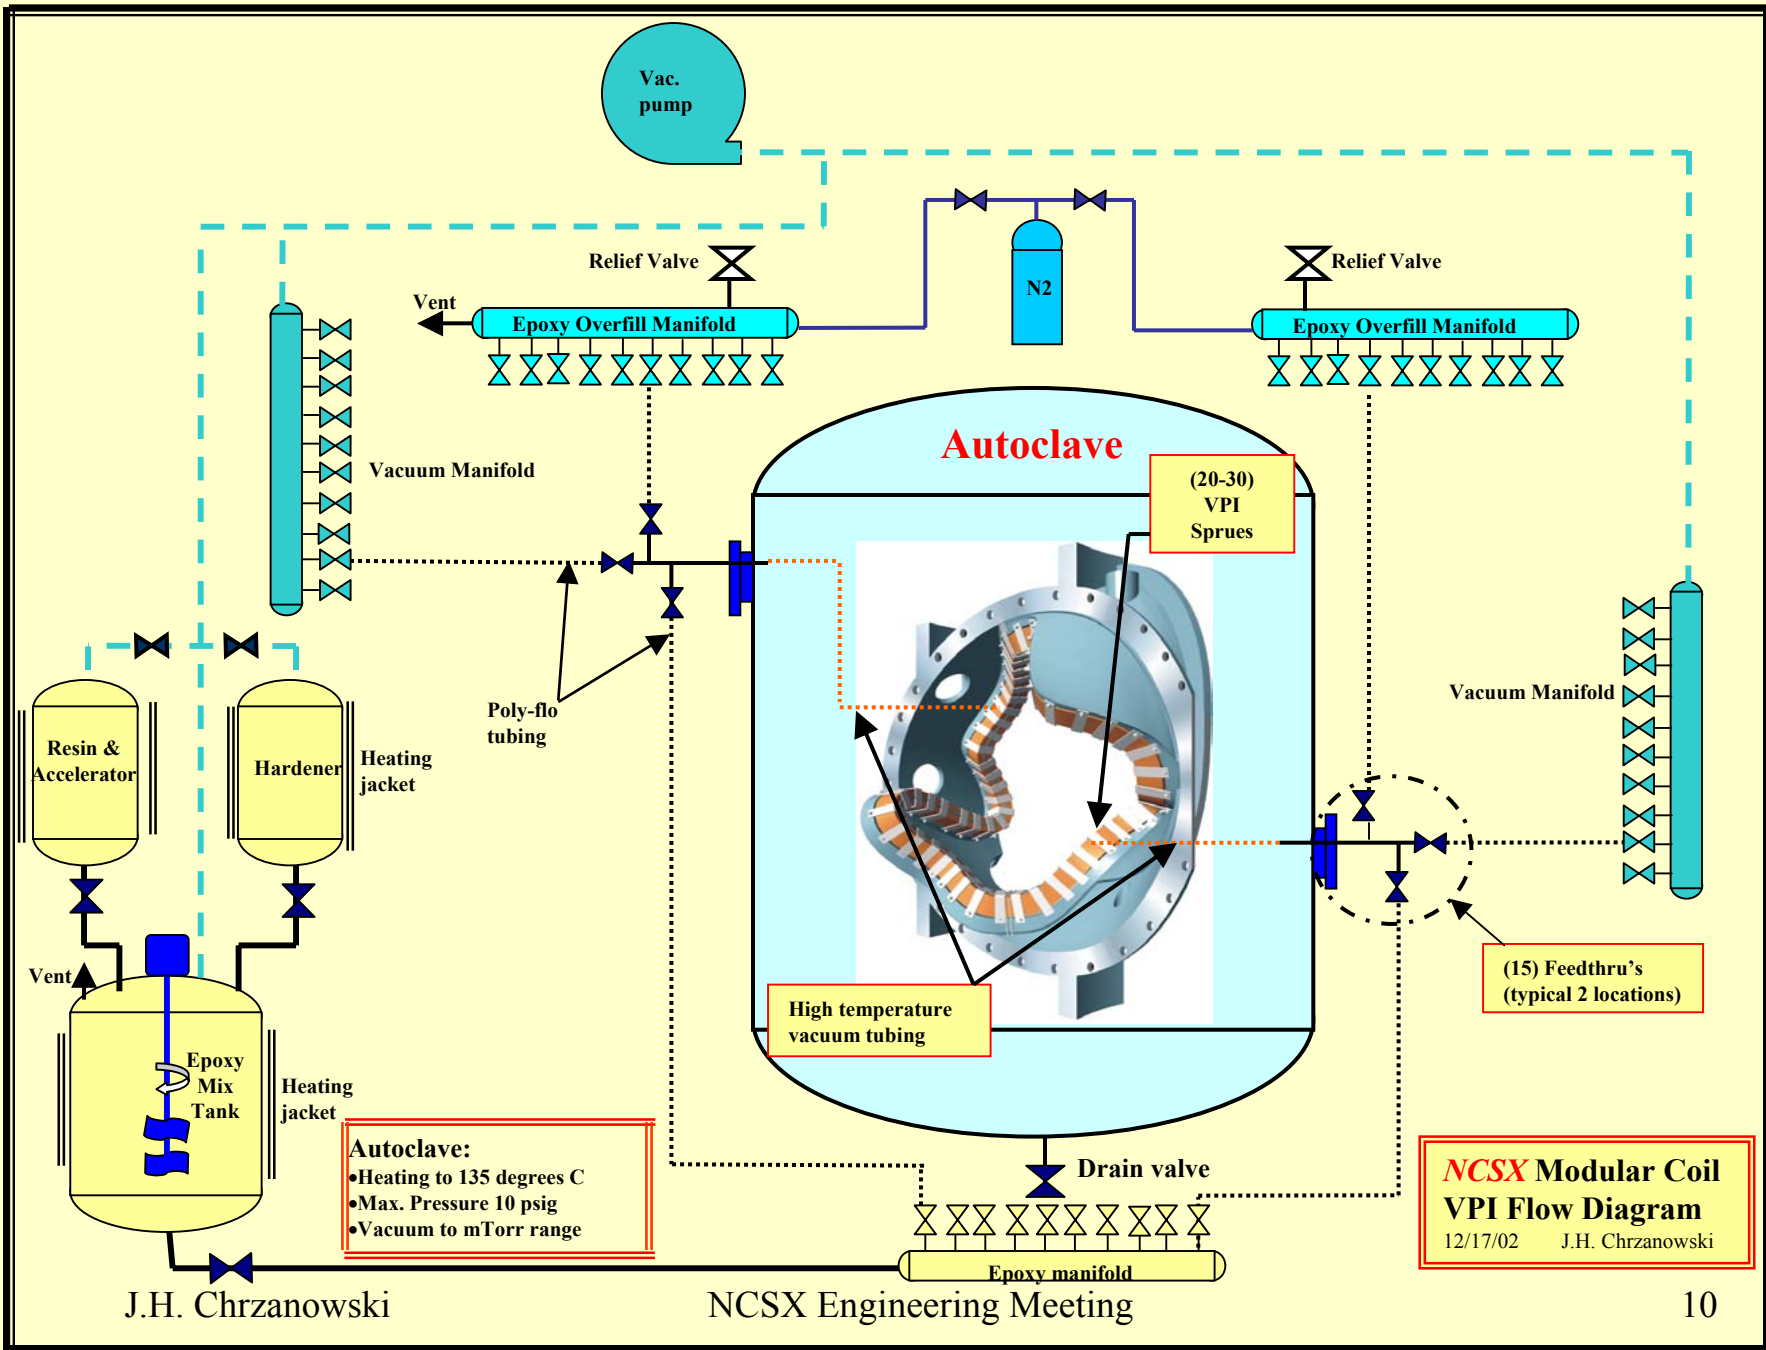 Vac.
pump
Relief Valve
Relief Valve
N2
Vent
Epoxy Overfill Manifold
Epoxy Overfill Manifold
Autoclave
Vacuum Manifold
(20-30)
VPI
Sprues
Vacuum Manifold
Poly-flo
tubing
Resin &
Accelerator
Hardener
Heating
jacket
Vent
(15) Feedthru's
(typical 2 locations)
High temperature
vacuum tubing
Epoxy
Mix
Tank
Heating
jacket
Autoclave:
•Heating to 135 degrees C
•Max. Pressure 10 psig
•Vacuum to mTorr range
Drain valve
NCSX Modular Coil
VPI Flow Diagram
12/17/02 J.H. Chrzanowski
Epoxy manifold
J.H. Chrzanowski
NCSX Engineering Meeting
10